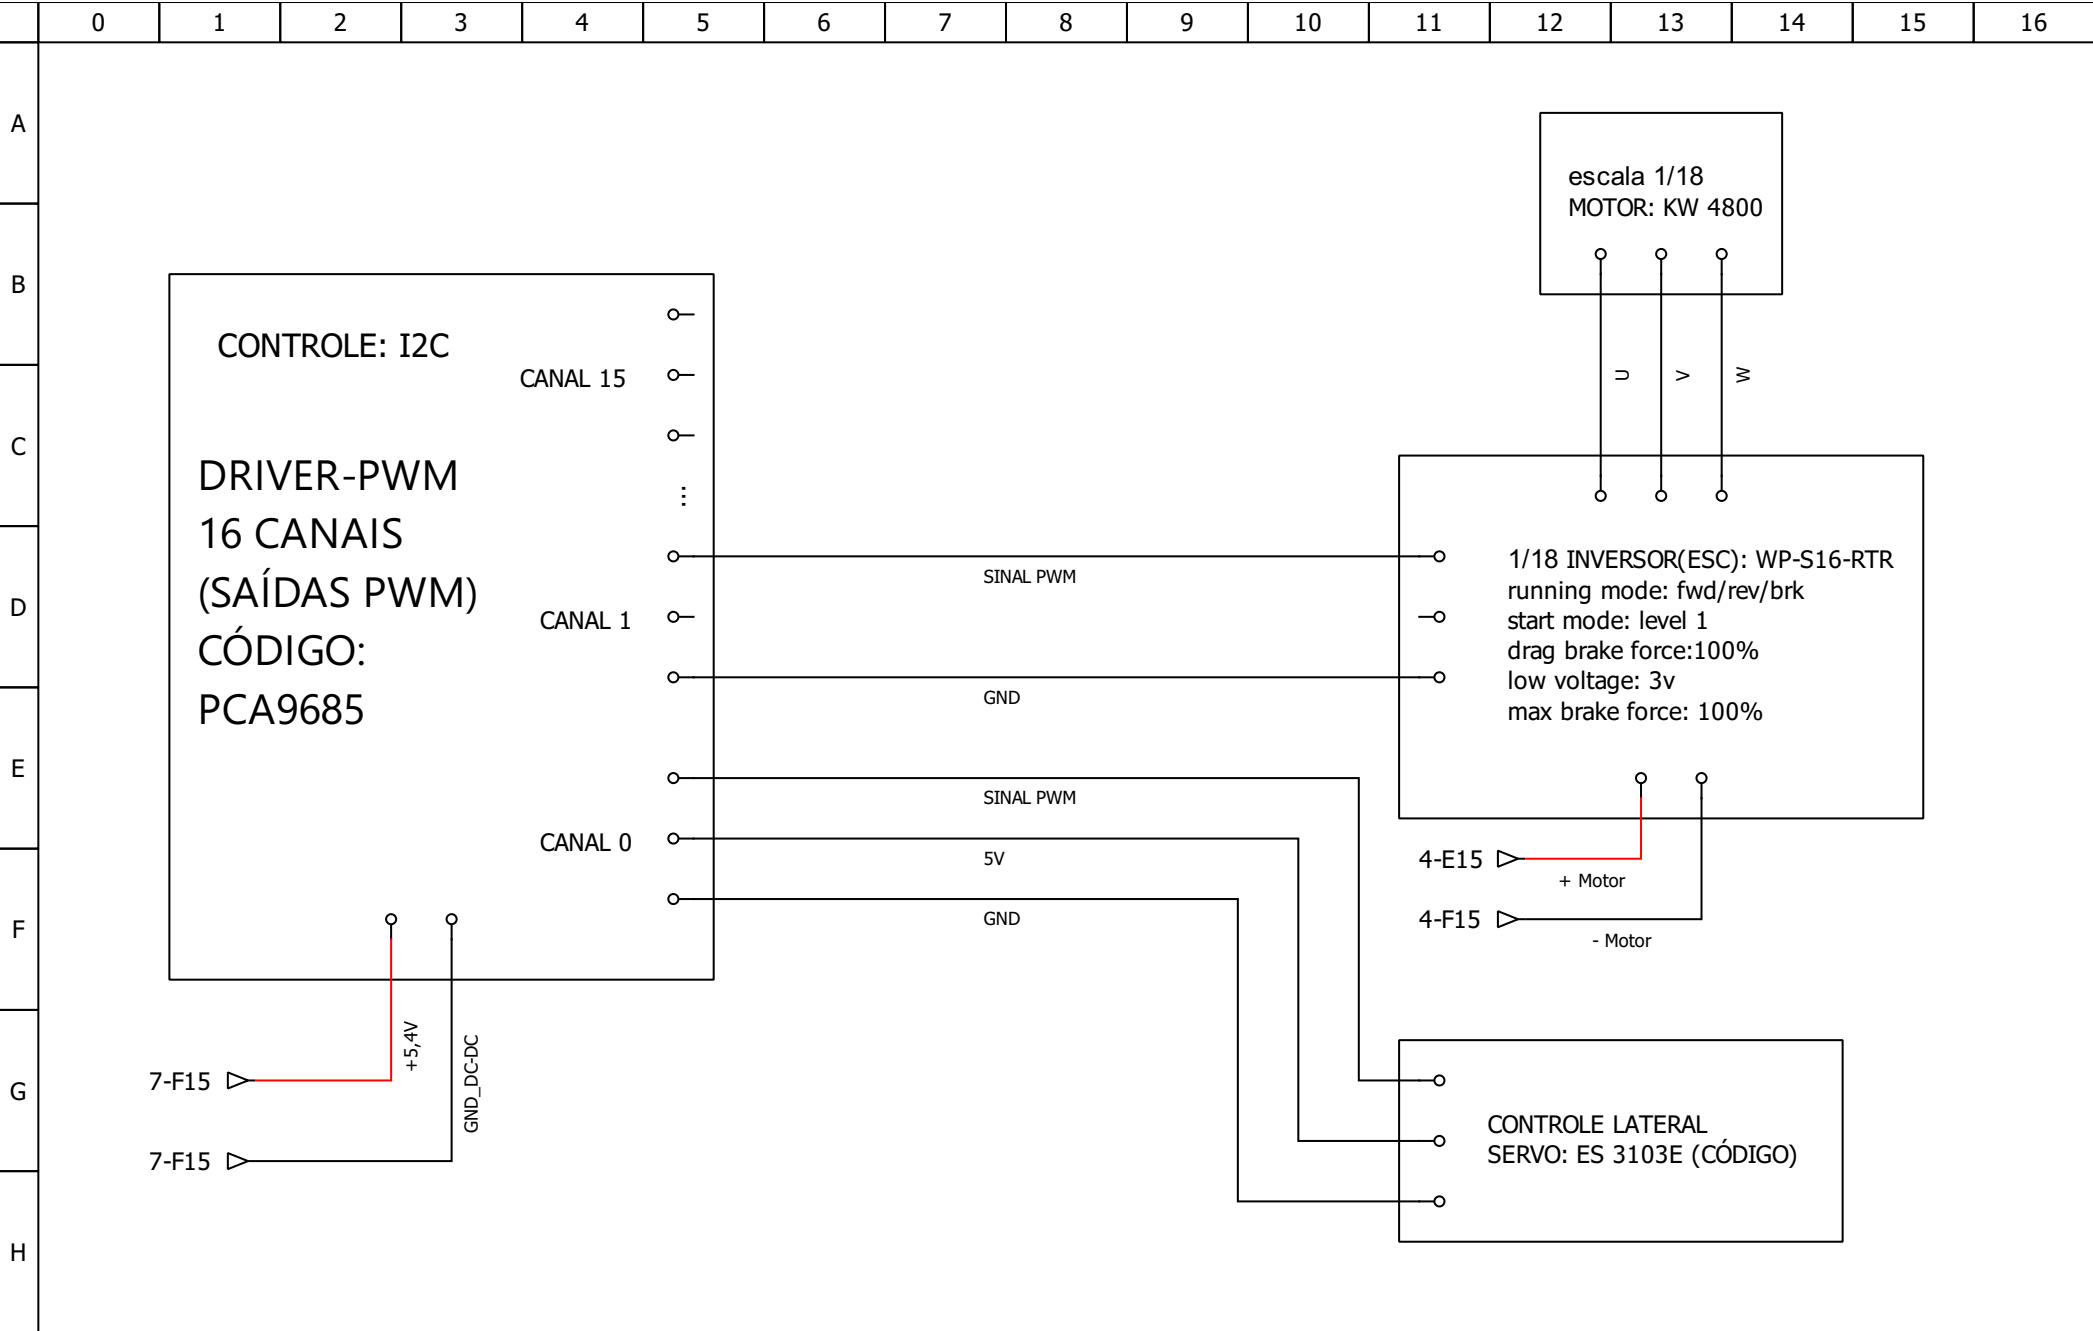 0 1 2 3 4 5 6 7 8 9 10 11 12 13 14 15 16
A
B
C
D
E
F
G
H
escala 1/18
MOTOR: KW 4800
U
V
W
CONTROLE: I2C
CANAL 15
DRIVER-PWM
16 CANAIS
(SAÍDAS PWM)
CÓDIGO:
PCA9685
...
CANAL 1
CANAL 0
SINAL PWM
GND
SINAL PWM
5V
GND
1/18 INVERSOR(ESC): WP-S16-RTR
running mode: fwd/rev/brk
start mode: level 1
drag brake force:100%
low voltage: 3v
max brake force: 100%
4-E15
+ Motor
4-F15
- Motor
+5,4V
GND_DC-DC
7-F15
7-F15
CONTROLE LATERAL
SERVO: ES 3103E (CÓDIGO)